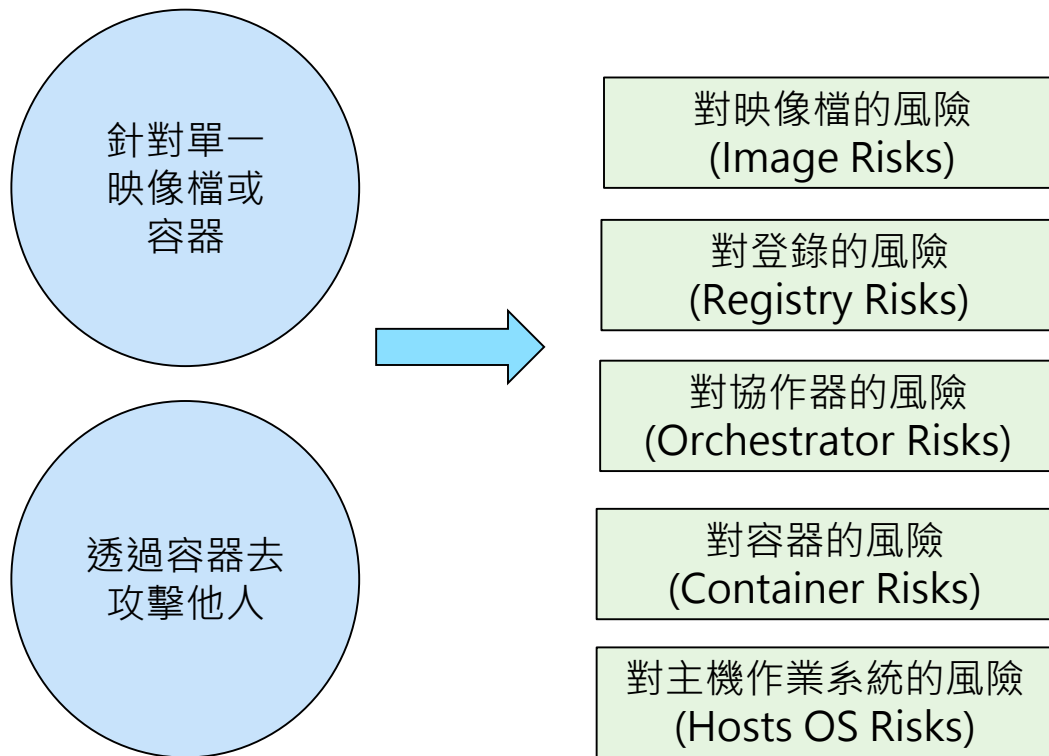 針對單一
映像檔或
容器
透過容器去
攻擊他人
對映像檔的風險
(Image Risks)
對登錄的風險
(Registry Risks)
對協作器的風險
(Orchestrator Risks)
對容器的風險
(Container Risks)
對主機作業系統的風險
(Hosts OS Risks)